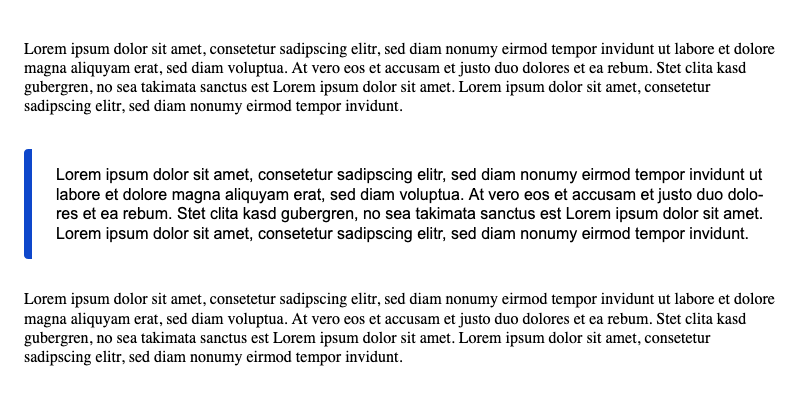 Lorem ipsum dolor sit amet, consetetur sadipscing elitr, sed diam nonumy eirmod tempor invidunt ut labore et dolore
magna aliquyam erat, sed diam voluptua. At vero eos et accusam et justo duo dolores et ea rebum. Stet clita kasd
gubergren, no sea takimata sanctus est Lorem ipsum dolor sit amet. Lorem ipsum dolor sit amet, consetetur
sadipscing elitr, sed diam nonumy eirmod tempor invidunt.
Lorem ipsum dolor sit amet, consetetur sadipscing elitr, sed diam nonumy eirmod tempor invidunt ut
labore et dolore magna aliquyam erat, sed diam voluptua. At vero eos et accusam et justo duo dolo-
res et ea rebum. Stet clita kasd gubergren, no sea takimata sanctus est Lorem ipsum dolor sit amet.
Lorem ipsum dolor sit amet, consetetur sadipscing elitr, sed diam nonumy eirmod tempor invidunt.
Lorem ipsum dolor sit amet, consetetur sadipscing elitr, sed diam nonumy eirmod tempor invidunt ut labore et dolore
magna aliquyam erat, sed diam voluptua. At vero eos et accusam et justo duo dolores et ea rebum. Stet clita kasd
gubergren, no sea takimata sanctus est Lorem ipsum dolor sit amet. Lorem ipsum dolor sit amet, consetetur
sadipscing elitr, sed diam nonumy eirmod tempor invidunt.